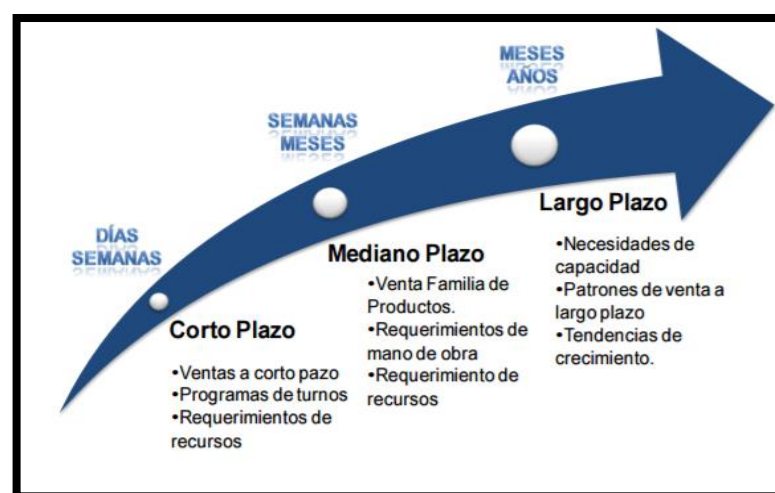 DÍAS
SEMANAS
Corto Plazo
•Ventas a corto pazo
•Programas de turnos
•Requerimientos de
recursos
SEMANAS
MESES
Mediano Plazo
•Venta Familia de
Productos.
•Requerimientos de
mano de obra
•Requerimiento de
recursos
MESES
AÑOS
Largo Plazo
•Necesidades de
capacidad
•Patrones de venta a
largo plazo
•Tendencias de
crecimiento.